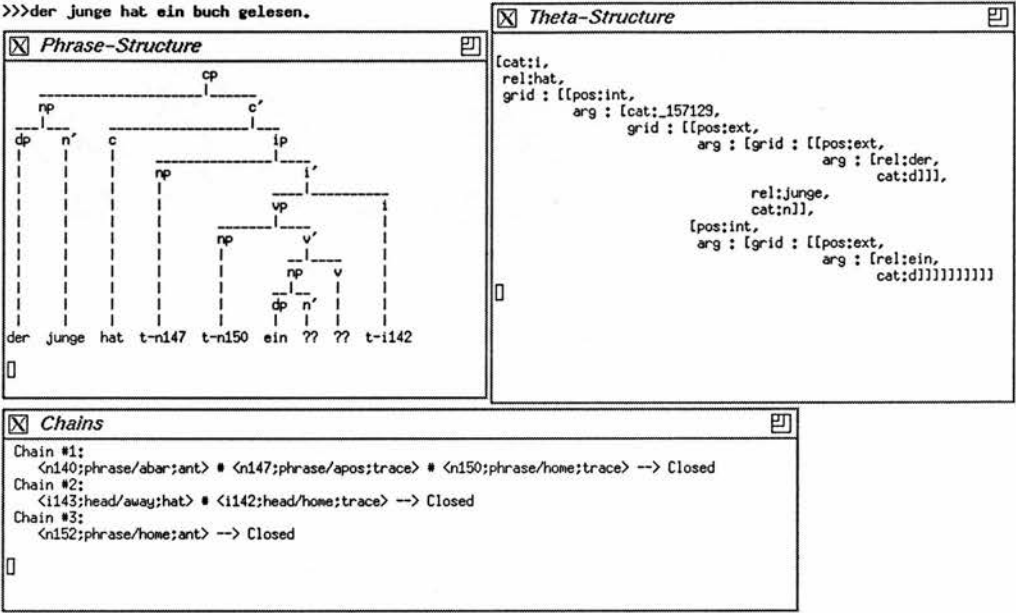 >>>der junge hat ein buch gelesen.
Phrase-Structure
cp
np c'
dp n' c ip
np i'
vp i
np v'
np v
dp n'
der junge hat t-n147 t-n150 ein ?? ?? t-i142
Theta-Structure
[cat:i,
rel:hat,
grid : [[pos:int,
arg : [cat:_157129,
grid : [[pos:ext,
arg : [grid : [[pos:ext,
arg : [rel:der,
cat:d]]],
rel:junge,
cat:n]],
[pos:int,
arg : [grid : [[pos:ext,
arg : [rel:ein,
cat:d]]]]]]]]]]
Chains
Chain #1:
<n140;phrase/abar;ant> # <n147;phrase/apos;trace> # <n150;phrase/home;trace> --> Closed
Chain #2:
<i143;head/away;hat> # <i142;head/home;trace> --> Closed
Chain #3:
<n152;phrase/home;ant> --> Closed